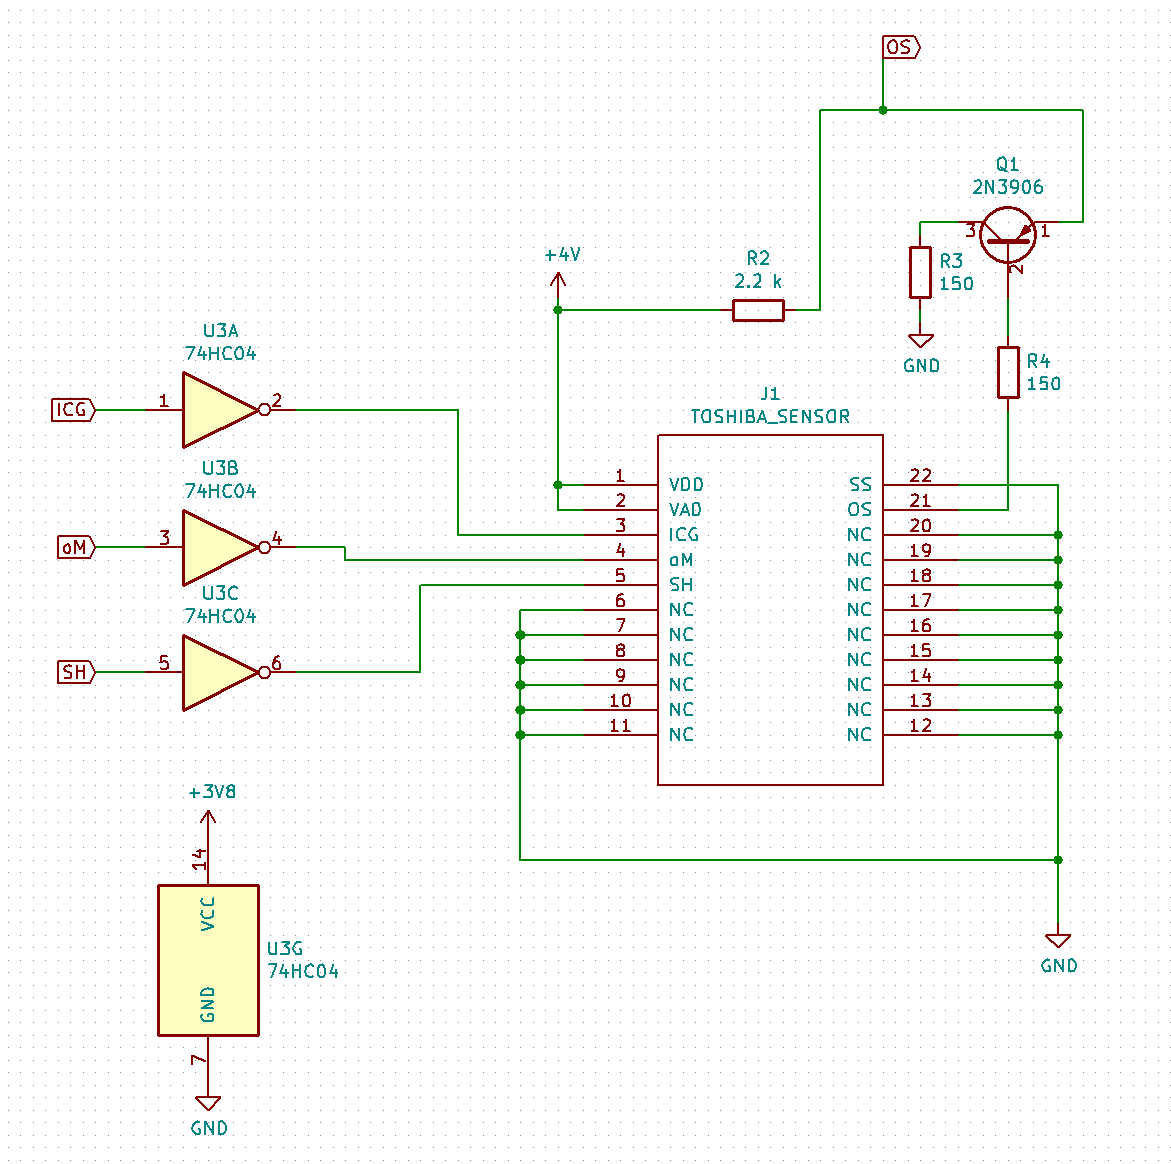 OS
Q1
2N3906
3
1
2
R3
150
GND
+4V
R2
2.2 k
R4
150
U3A
74HC04
ICG
1
2
U3B
74HC04
øM
3
4
U3C
74HC04
SH
5
6
J1
TOSHIBA_SENSOR
1 VDD SS 22
2 VAD OS 21
3 ICG NC 20
4 øM NC 19
5 SH NC 18
6 NC NC 17
7 NC NC 16
8 NC NC 15
9 NC NC 14
10 NC NC 13
11 NC NC 12
GND
+3V8
14
VCC
U3G
74HC04
GND
7
GND